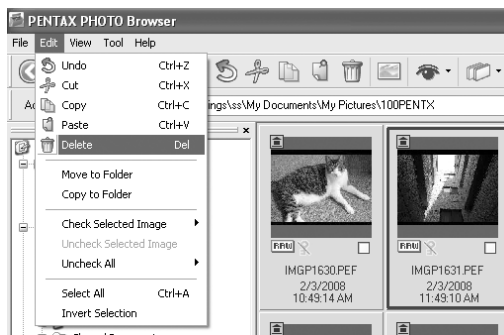 PENTAX PHOTO Browser
File Edit View Tool Help
Undo Ctrl+Z
Cut Ctrl+X
Copy Ctrl+C
Paste Ctrl+V
Delete Del
Move to Folder
Copy to Folder
Check Selected Image
Uncheck Selected Image
Uncheck All
Select All Ctrl+A
Invert Selection
ings\ss\My Documents\My Pictures\100PENTX
RAW
IMGP1630.PEF
2/3/2008
10:49:14 AM
RAW
IMGP1631.PEF
2/3/2008
11:49:10 AM